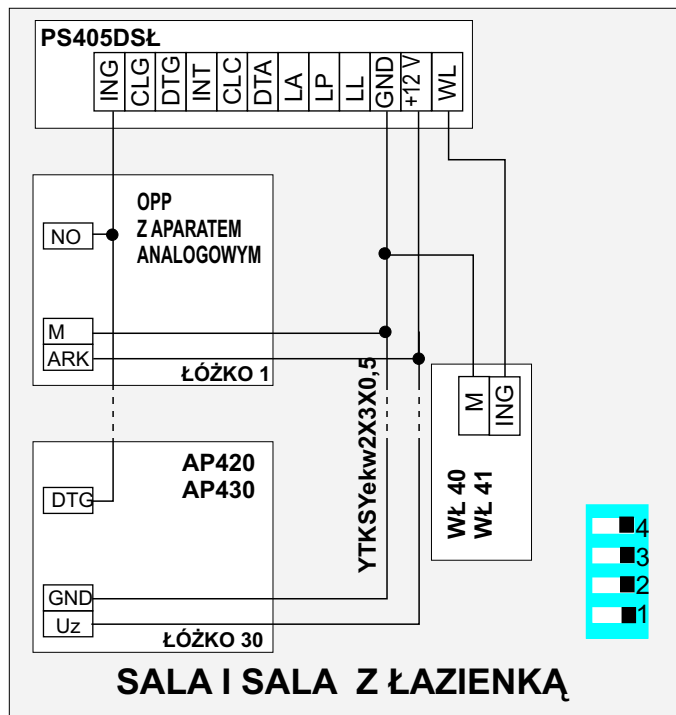 PS405DSŁ
ING
CLG
DTG
INT
CLC
DTA
LA
LP
LL
GND
+12 V
WL
OPP
Z APARATEM
ANALOGOWYM
NO
M
ARK
ŁÓŻKO 1
YTKSYekw2X3X0,5
M
ING
WŁ 40
WŁ 41
AP420
AP430
DTG
GND
Uz
ŁÓŻKO 30
4
3
2
1
SALA I SALA Z ŁAZIENKĄ